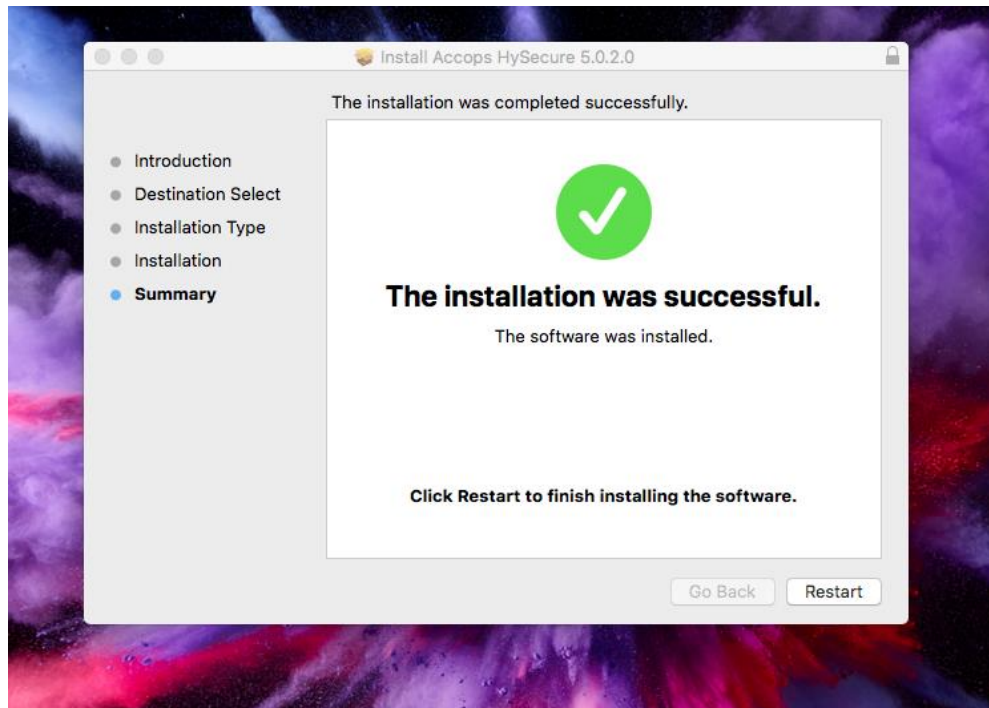 Install Accops HySecure 5.0.2.0
The installation was completed successfully.
Introduction
Destination Select
Installation Type
Installation
Summary
The installation was successful.
The software was installed.
Click Restart to finish installing the software.
Go Back
Restart